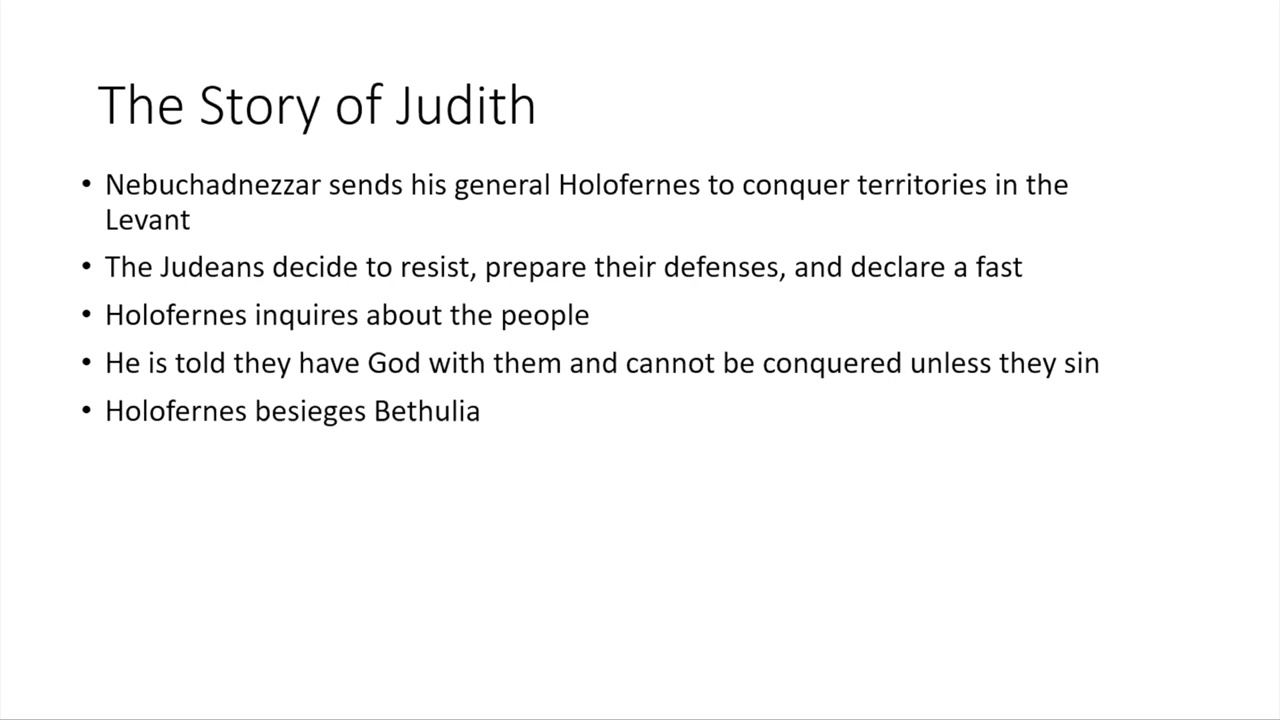 The Story of Judith
• Nebuchadnezzar sends his general Holofernes to conquer territories in the
Levant
• The Judeans decide to resist, prepare their defenses, and declare a fast
• Holofernes inquires about the people
• He is told they have God with them and cannot be conquered unless they sin
• Holofernes besieges Bethulia